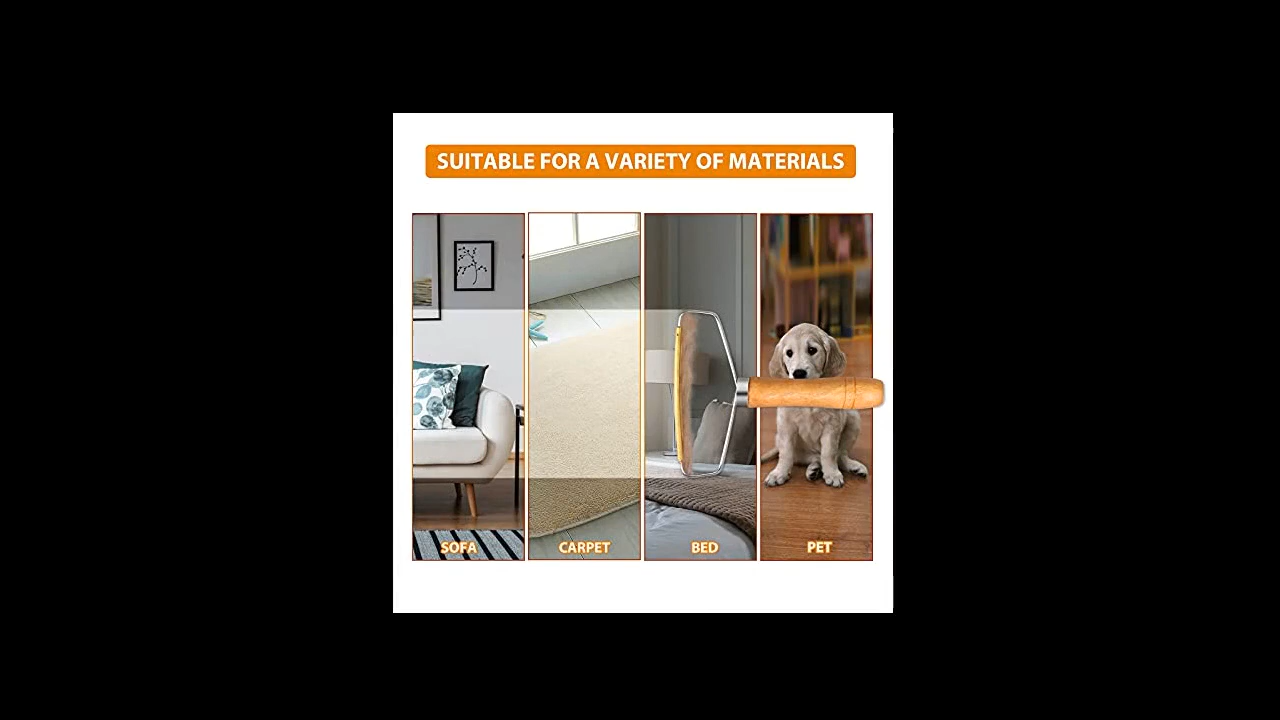 SUITABLE FOR A VARIETY OF MATERIALS
SOFA
CARPET
BED
PET